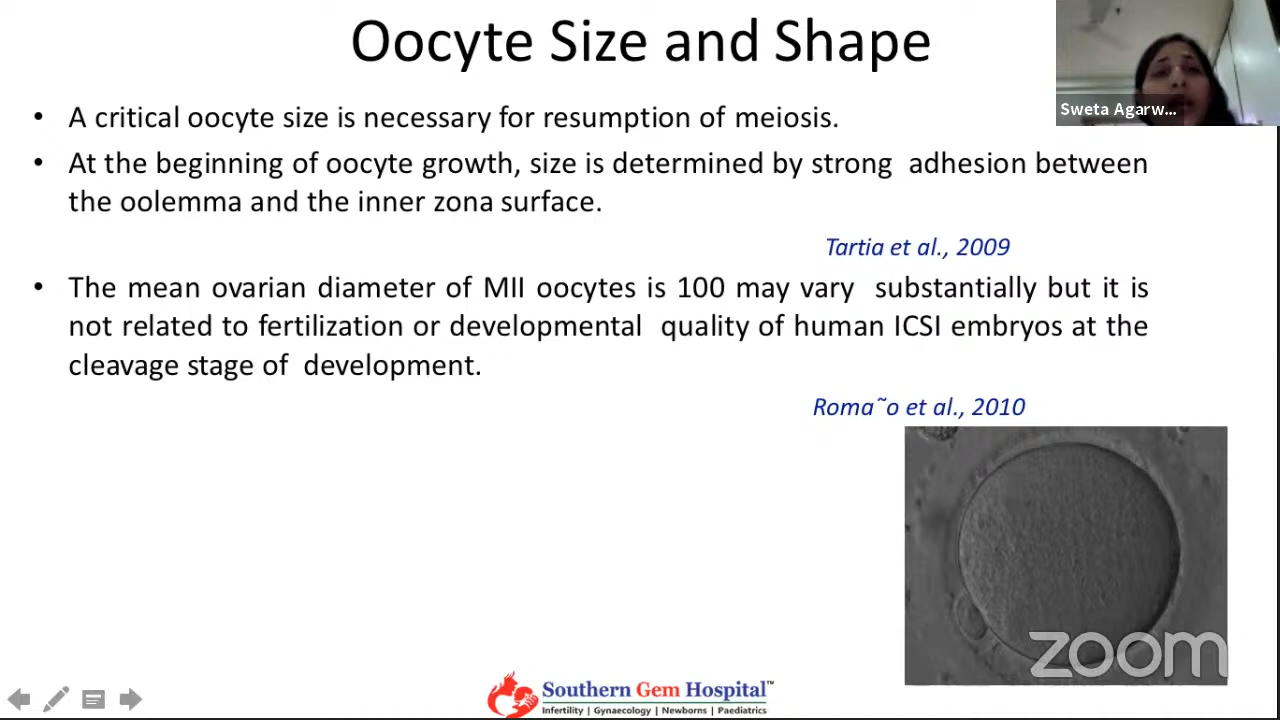 Oocyte Size and Shape
Sweta Agarw...
• A critical oocyte size is necessary for resumption of meiosis.
• At the beginning of oocyte growth, size is determined by strong adhesion between
the oolemma and the inner zona surface.
Tartia et al., 2009
• The mean ovarian diameter of MII oocytes is 100 may vary substantially but it is
not related to fertilization or developmental quality of human ICSI embryos at the
cleavage stage of development.
Roma˜o et al., 2010
zoom
Southern Gem Hospital™
Infertility | Gynaecology | Newborns | Paediatrics